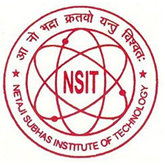 आ नो भद्रा क्रतवो यन्तु विश्वतः
NSIT
NETAJI SUBHAS INSTITUTE OF TECHNOLOGY